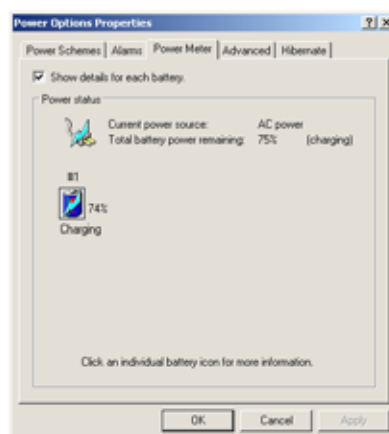 Power Options Properties
Power Schemes Alarms Power Meter Advanced Hibernate
Show details for each battery.
Power status
Current power source: AC power
Total battery power remaining: 75% (charging)
#1
74%
Charging
Click an individual battery icon for more information.
OK Cancel Apply